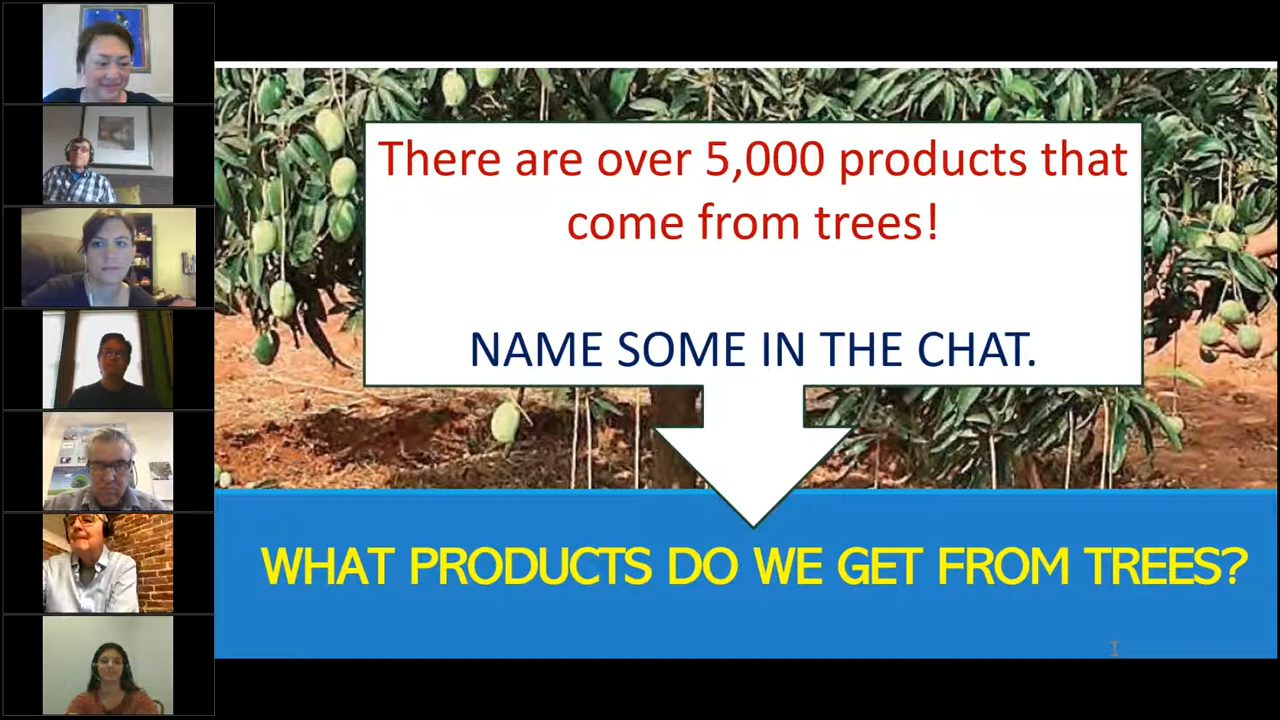 There are over 5,000 products that
come from trees!
NAME SOME IN THE CHAT.
WHAT PRODUCTS DO WE GET FROM TREES?